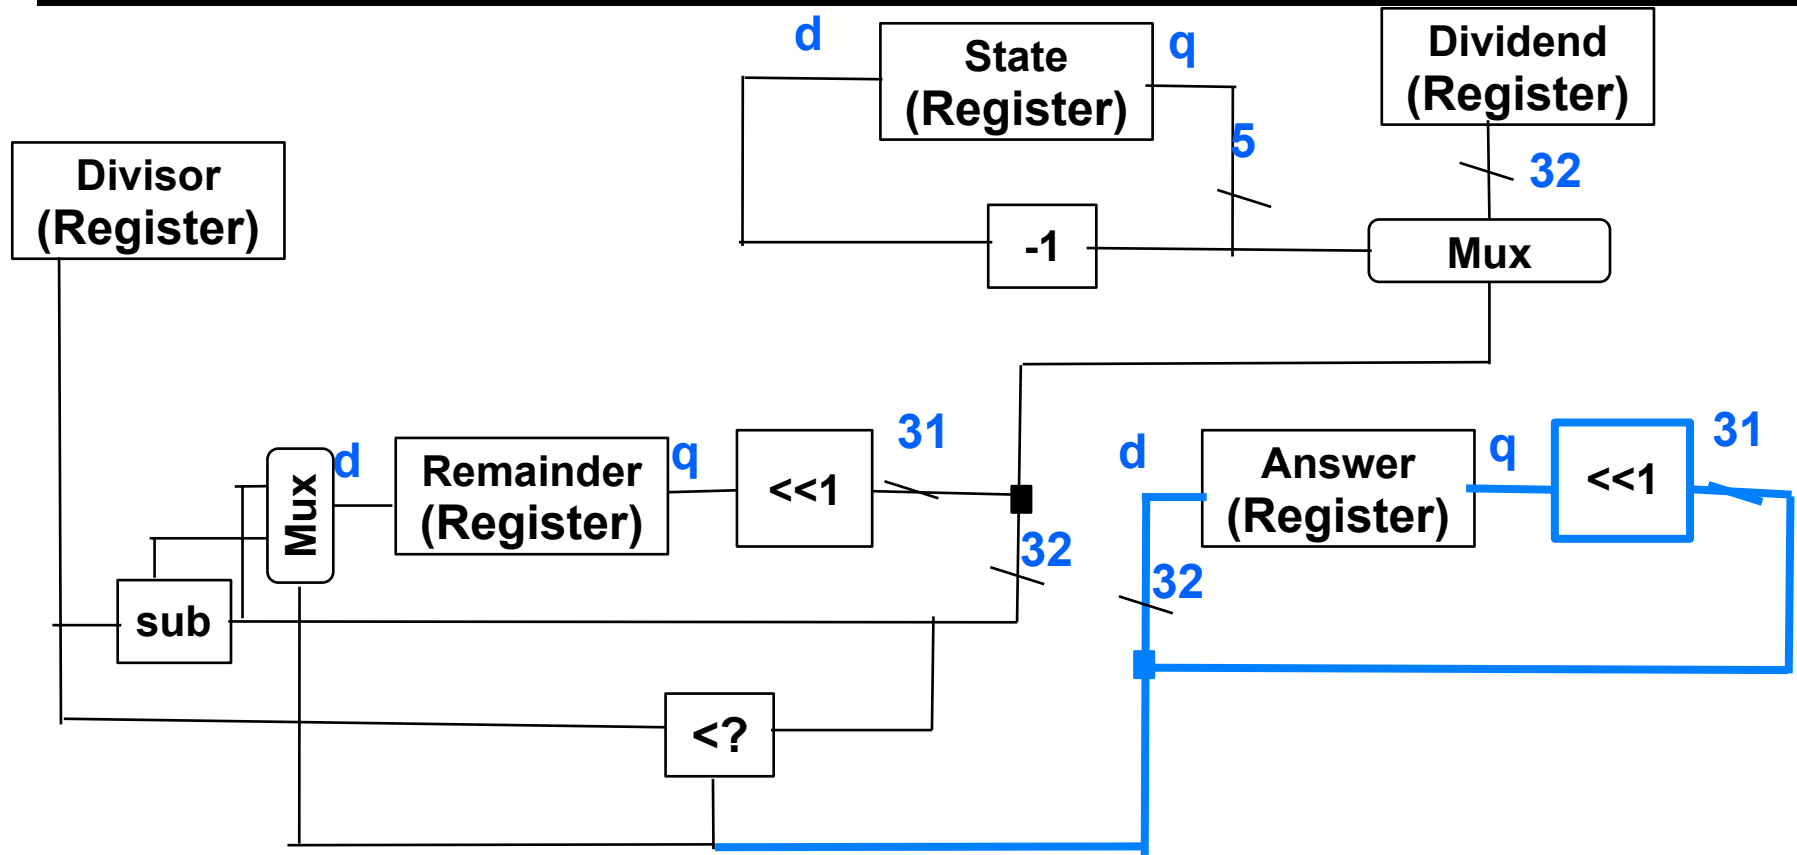 d
State
(Register)
q
Dividend
(Register)
5
32
Divisor
(Register)
-1
Mux
Mux
d
Remainder
(Register)
q
<<1
31
32
d
Answer
(Register)
q
<<1
31
32
sub
<?